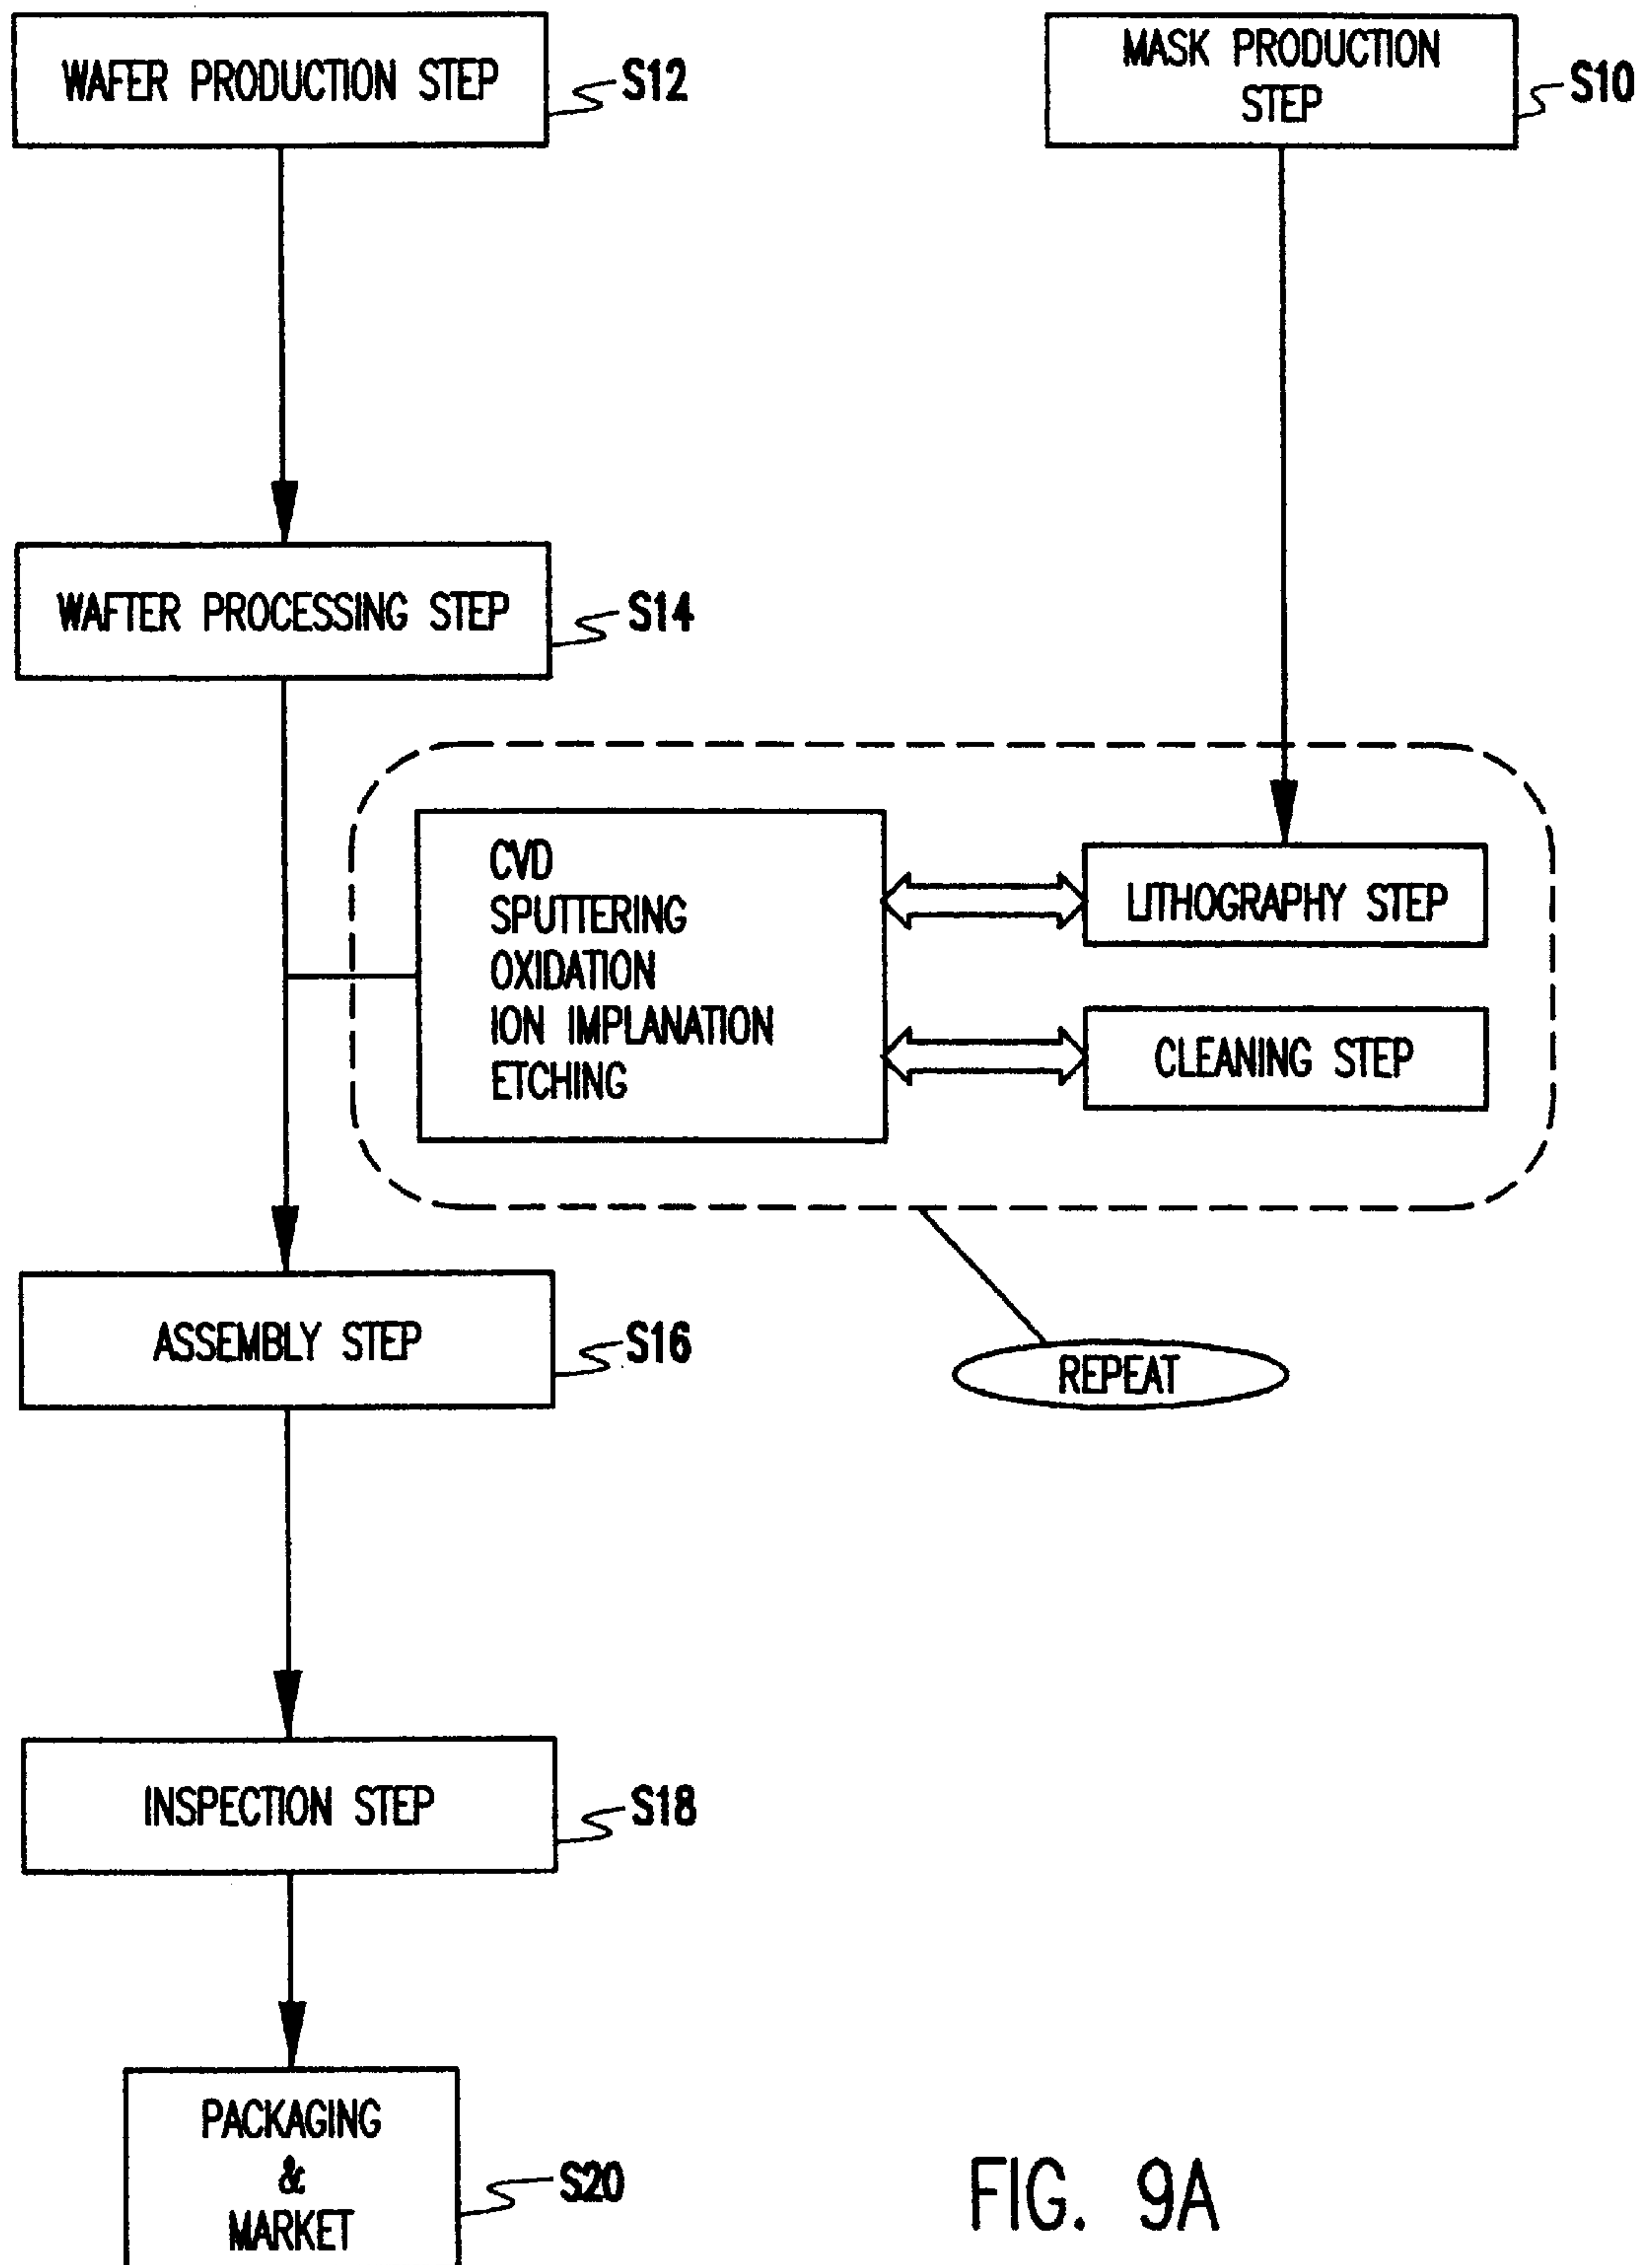 WAFER PRODUCTION STEP
S12
MASK PRODUCTION
STEP
S10
WAFTER PROCESSING STEP
S14
CVD
SPUTTERING
OXIDATION
ION IMPLANATION
ETCHING
LITHOGRAPHY STEP
CLEANING STEP
ASSEMBLY STEP
S16
REPEAT
INSPECTION STEP
S18
PACKAGING
&
MARKET
S20
FIG. 9A